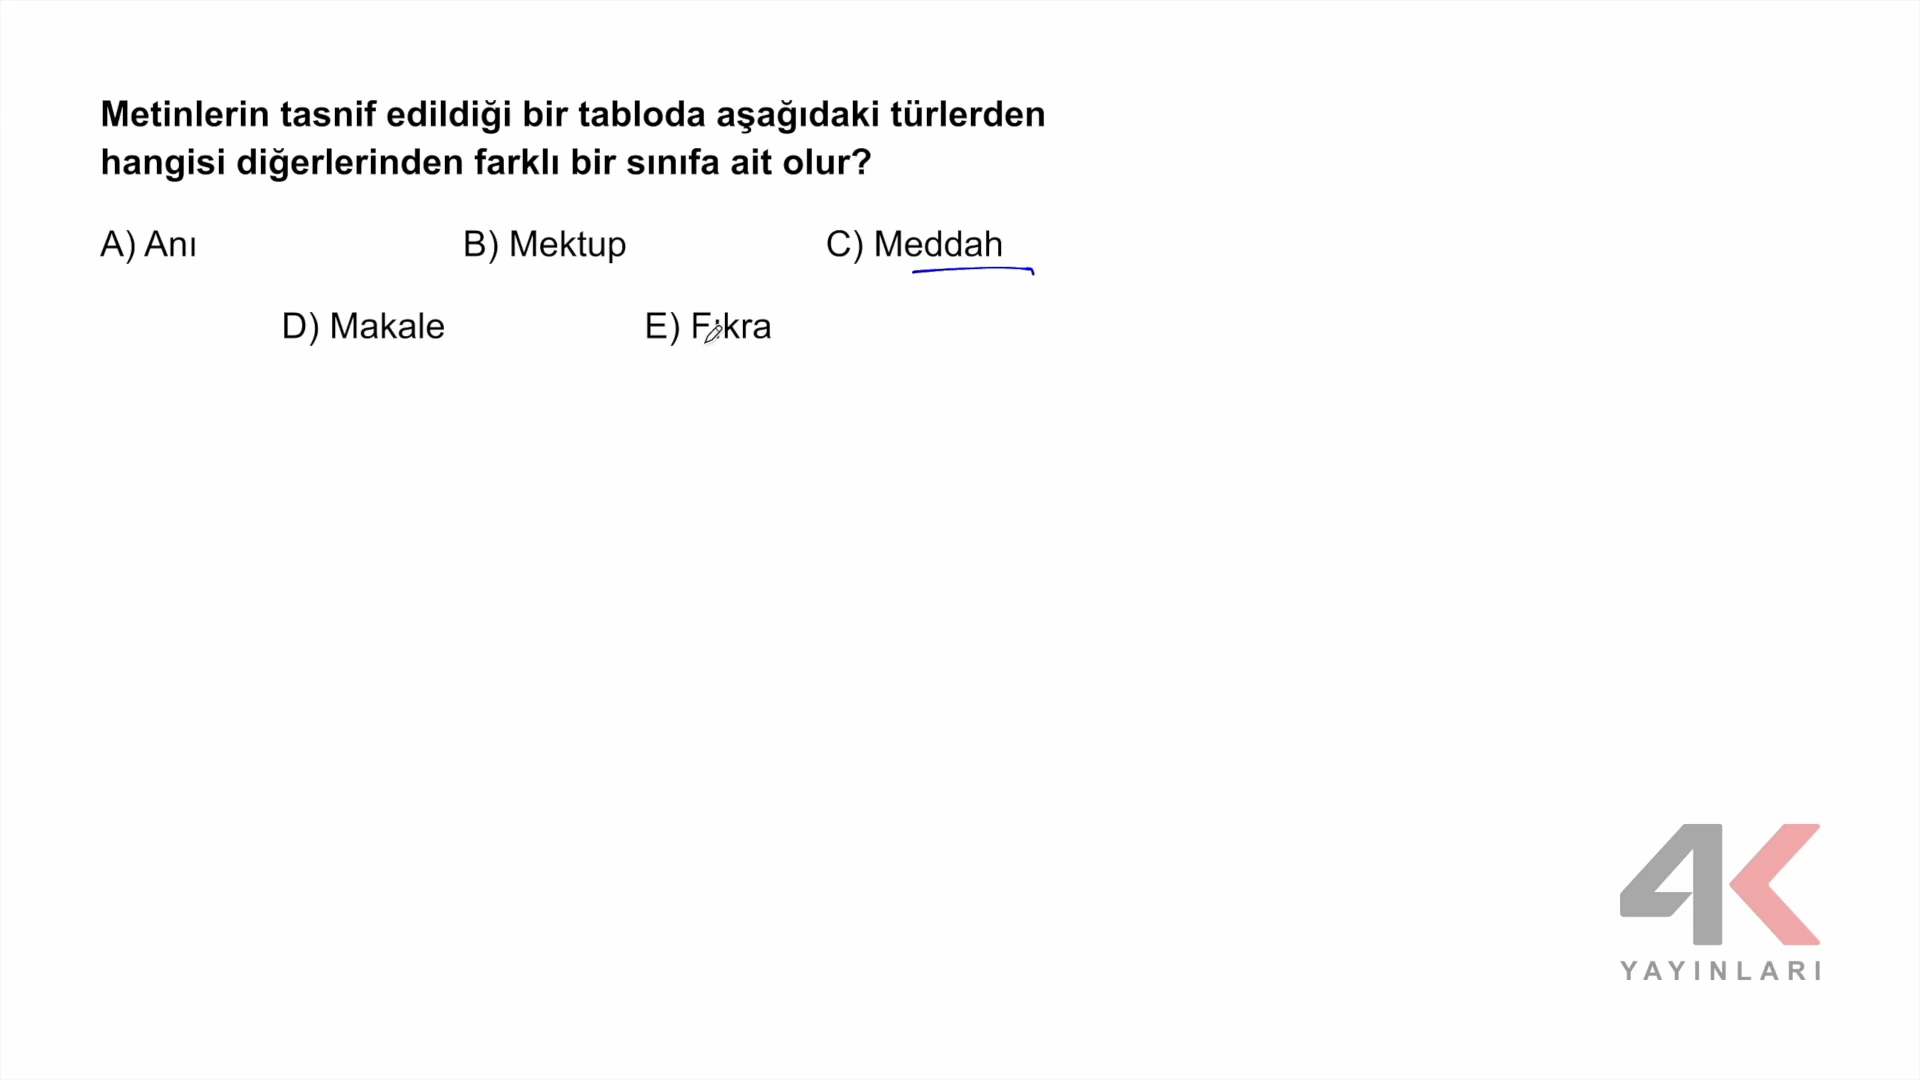 Metinlerin tasnif edildiği bir tabloda aşağıdaki türlerden
hangisi diğerlerinden farklı bir sınıfa ait olur?
A) Anı B) Mektup C) Meddah
D) Makale E) Fıkra
4K
YAYINLARI